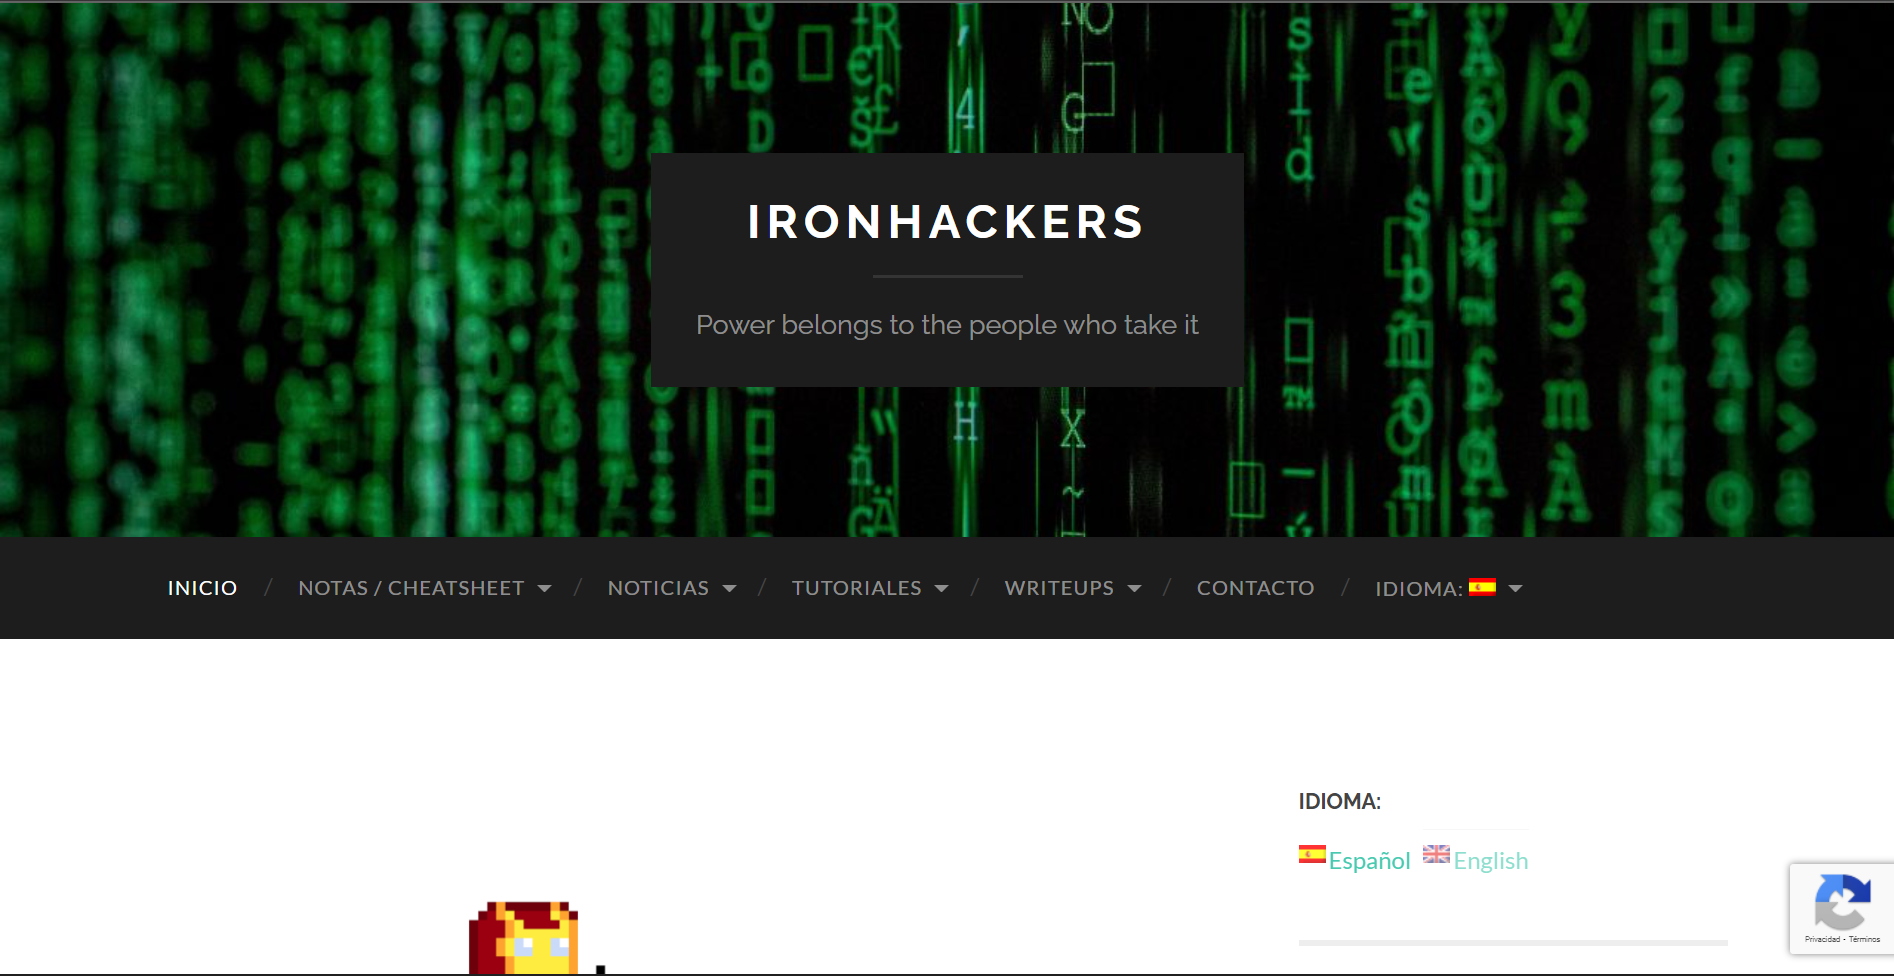 IRONHACKERS
Power belongs to the people who take it
INICIO / NOTAS / CHEATSHEET / NOTICIAS / TUTORIALES / WRITEUPS / CONTACTO / IDIOMA:
IDIOMA:
Español English
Privacidad - Términos